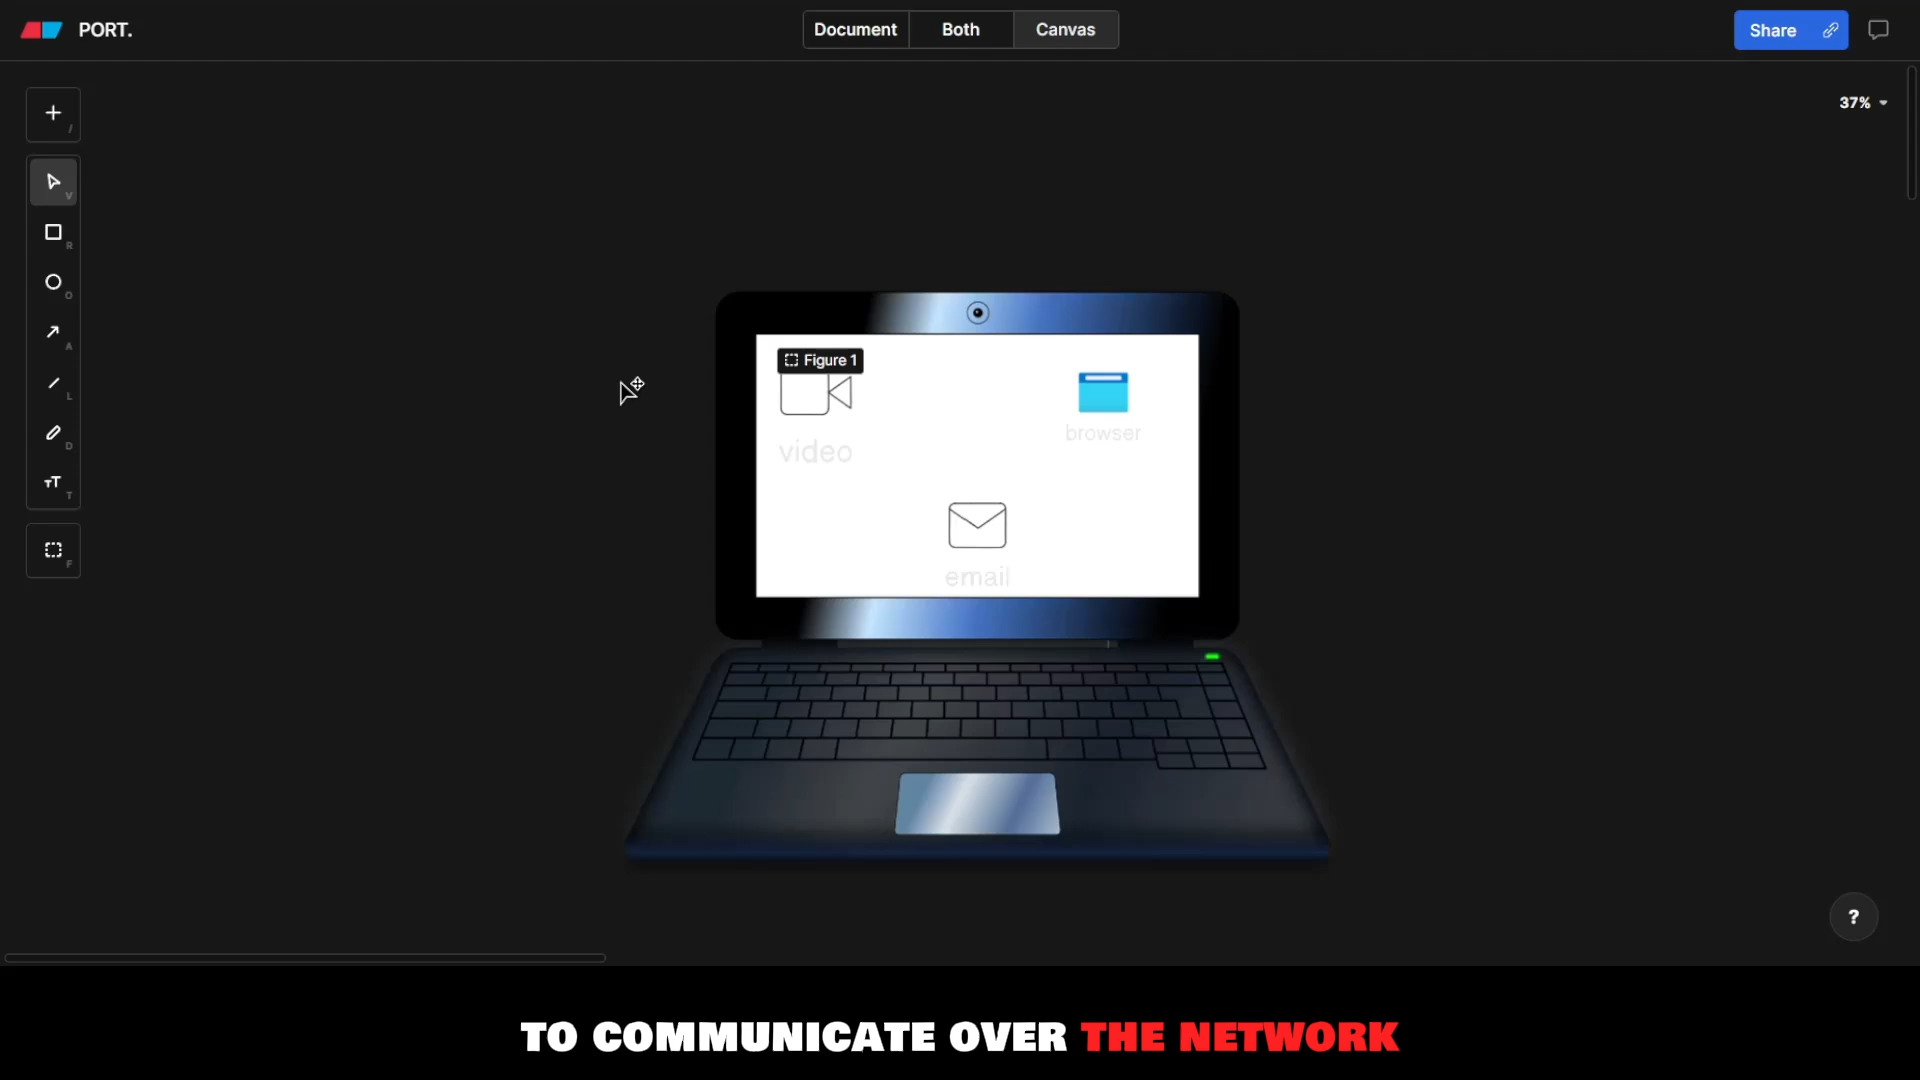 PORT.
Document Both Canvas
Share
37%
/
V
R
O
A
L
D
T
F
Figure 1
video
browser
email
?
TO COMMUNICATE OVER THE NETWORK